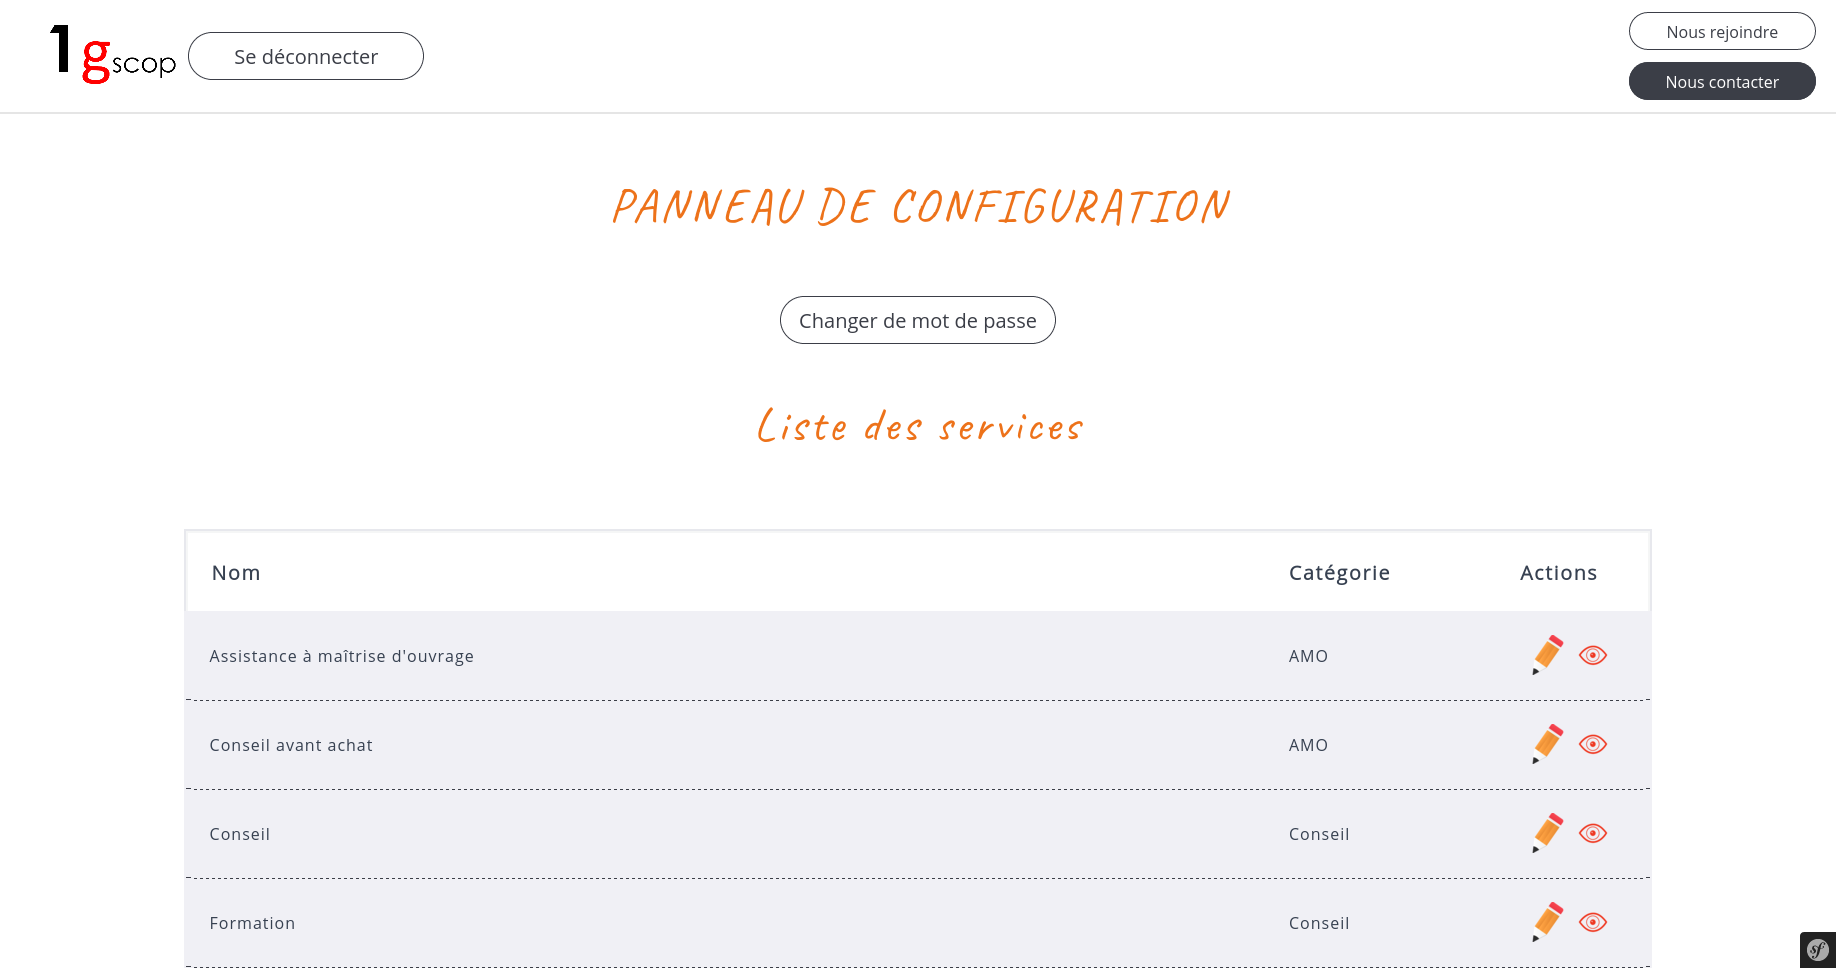 1gscop
Se déconnecter
Nous rejoindre
Nous contacter
PANNEAU DE CONFIGURATION
Changer de mot de passe
Liste des services
Nom Catégorie Actions
Assistance à maîtrise d'ouvrage AMO
Conseil avant achat AMO
Conseil Conseil
Formation Conseil
sf